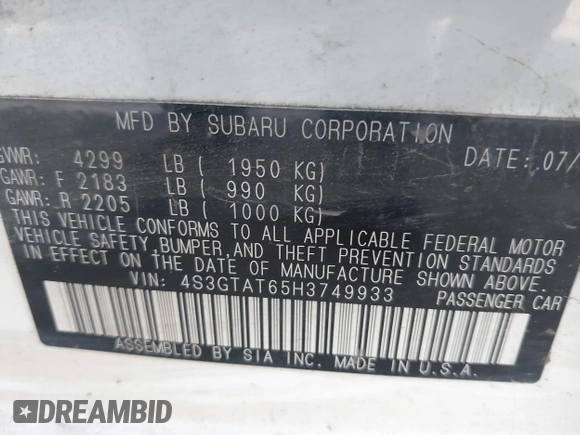 MFD BY SUBARU CORPORATION DATE: 07/
GVWR: 4299 LB ( 1950 KG)
GAWR: F 2183 LB ( 990 KG)
GAWR: R 2205 LB ( 1000 KG)
THIS VEHICLE CONFORMS TO ALL APPLICABLE FEDERAL MOTOR
VEHICLE SAFETY, BUMPER, AND THEFT PREVENTION STANDARDS
IN EFFECT ON THE DATE OF MANUFACTURE SHOWN ABOVE.
VIN: 4S3GTAT65H3749933 PASSENGER CAR
ASSEMBLED BY SIA INC. MADE IN U.S.A.
DREAMBID